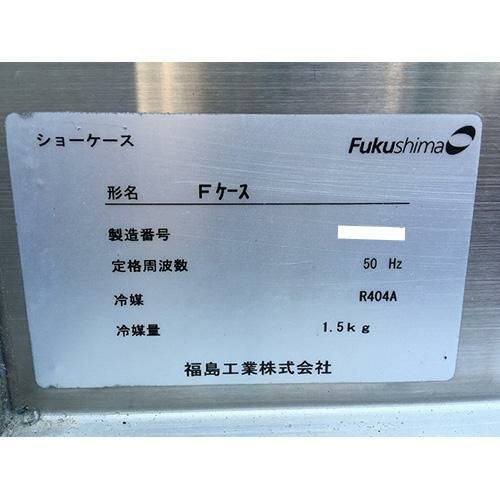 ショーケース Fukushima
形名 Fケース
製造番号
定格周波数 50 Hz
冷媒 R404A
冷媒量 1.5kg
福島工業株式会社